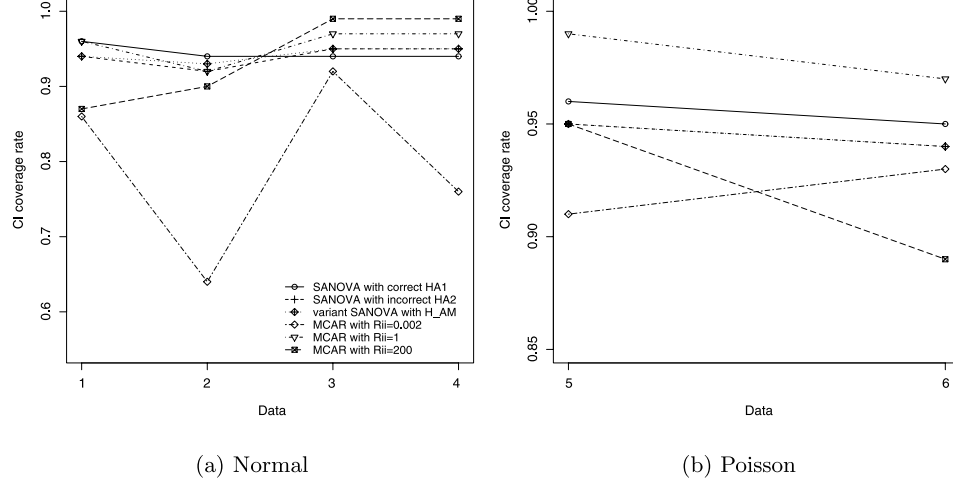 CI coverage rate
0.6
0.7
0.8
0.9
1.0
SANOVA with correct HA1
SANOVA with incorrect HA2
variant SANOVA with H_AM
MCAR with Rii=0.002
MCAR with Rii=1
MCAR with Rii=200
1
2
3
4
Data
(a) Normal
CI coverage rate
0.85
0.90
0.95
1.00
5
6
Data
(b) Poisson